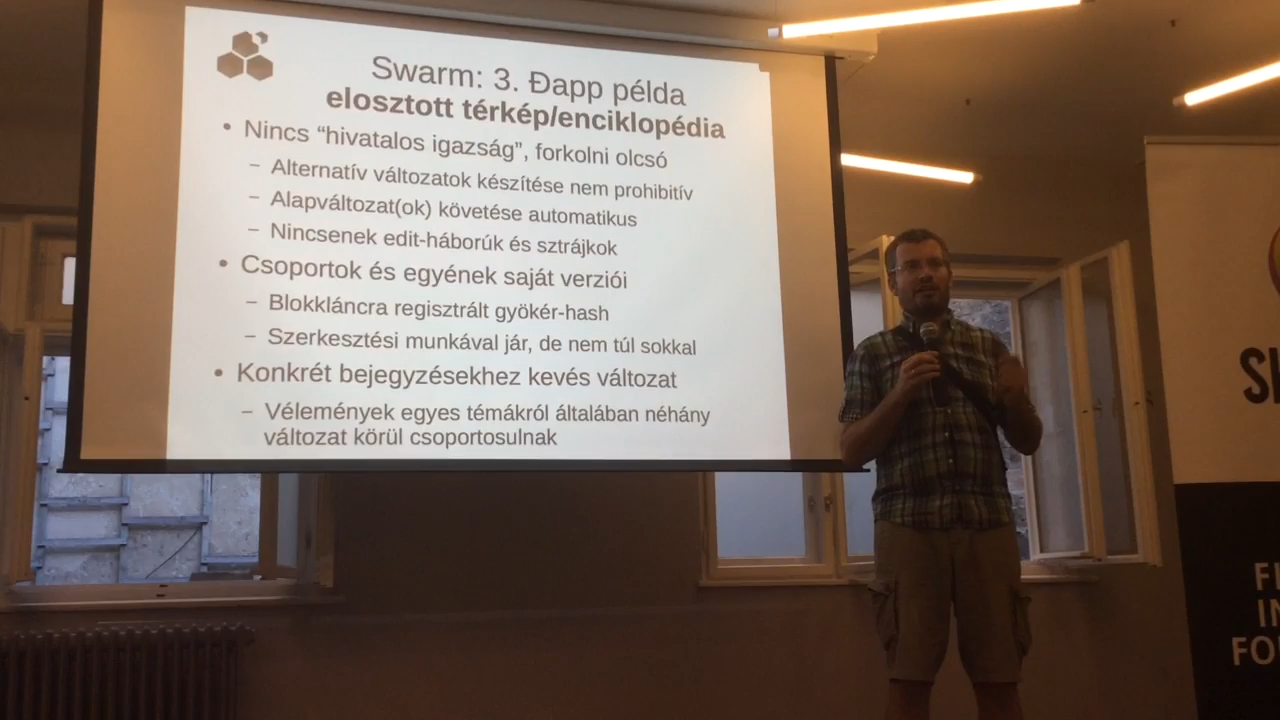 Swarm: 3. Đapp példa
elosztott térkép/enciklopédia
• Nincs “hivatalos igazság”, forkolni olcsó
– Alternatív változatok készítése nem prohibitív
– Alapváltozat(ok) követése automatikus
– Nincsenek edit-háborúk és sztrájkok
• Csoportok és egyének saját verziói
– Blokkláncra regisztrált gyökér-hash
– Szerkesztési munkával jár, de nem túl sokkal
• Konkrét bejegyzésekhez kevés változat
– Vélemények egyes témákról általában néhány
változat körül csoportosulnak